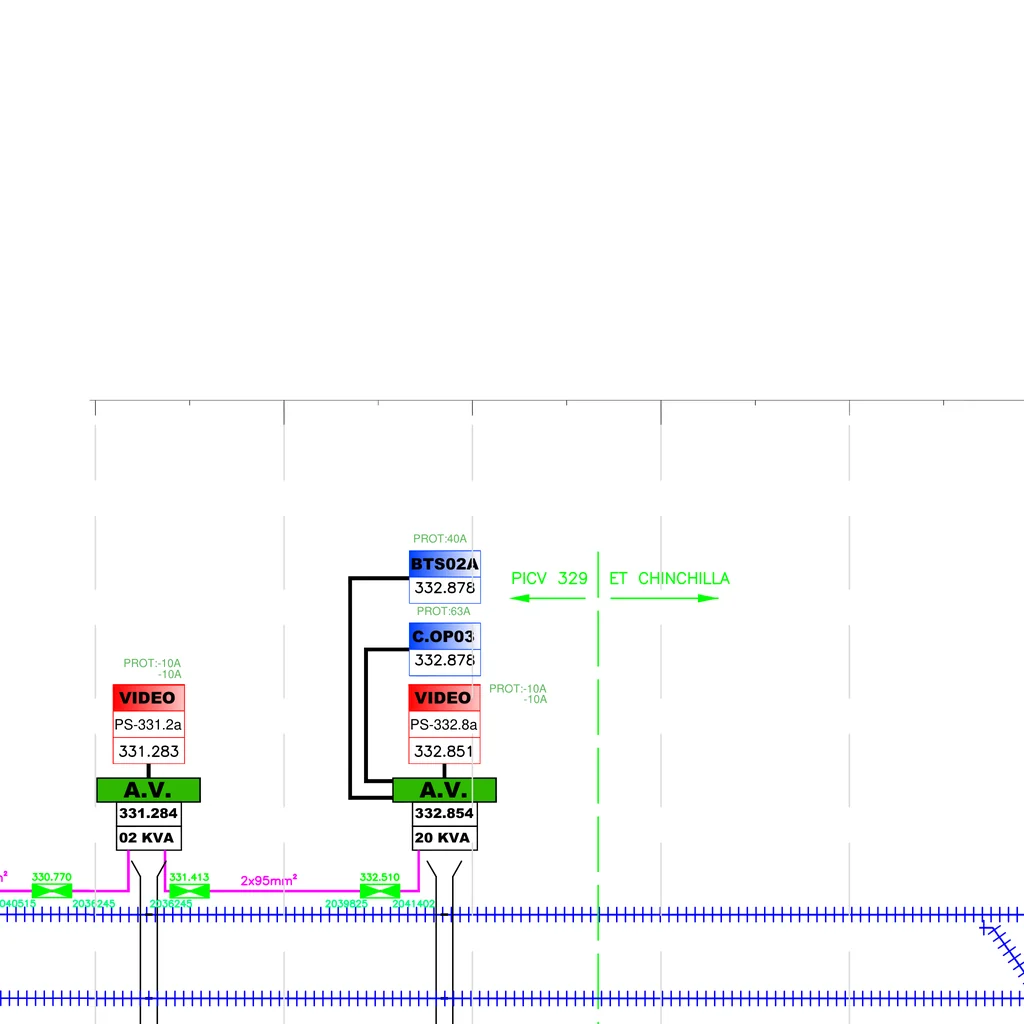 PROT:40A
BTS02A
332.878
PICV 329
ET CHINCHILLA
PROT:63A
C.OP03
332.878
PROT:-10A
-10A
VIDEO
PS-331.2a
331.283
A.V.
331.284
02 KVA
VIDEO
PS-332.8a
332.851
PROT:-10A
-10A
A.V.
332.854
20 KVA
330.770
331.413
2x95mm²
332.510
040515
2036245
2036245
2039825
2041402